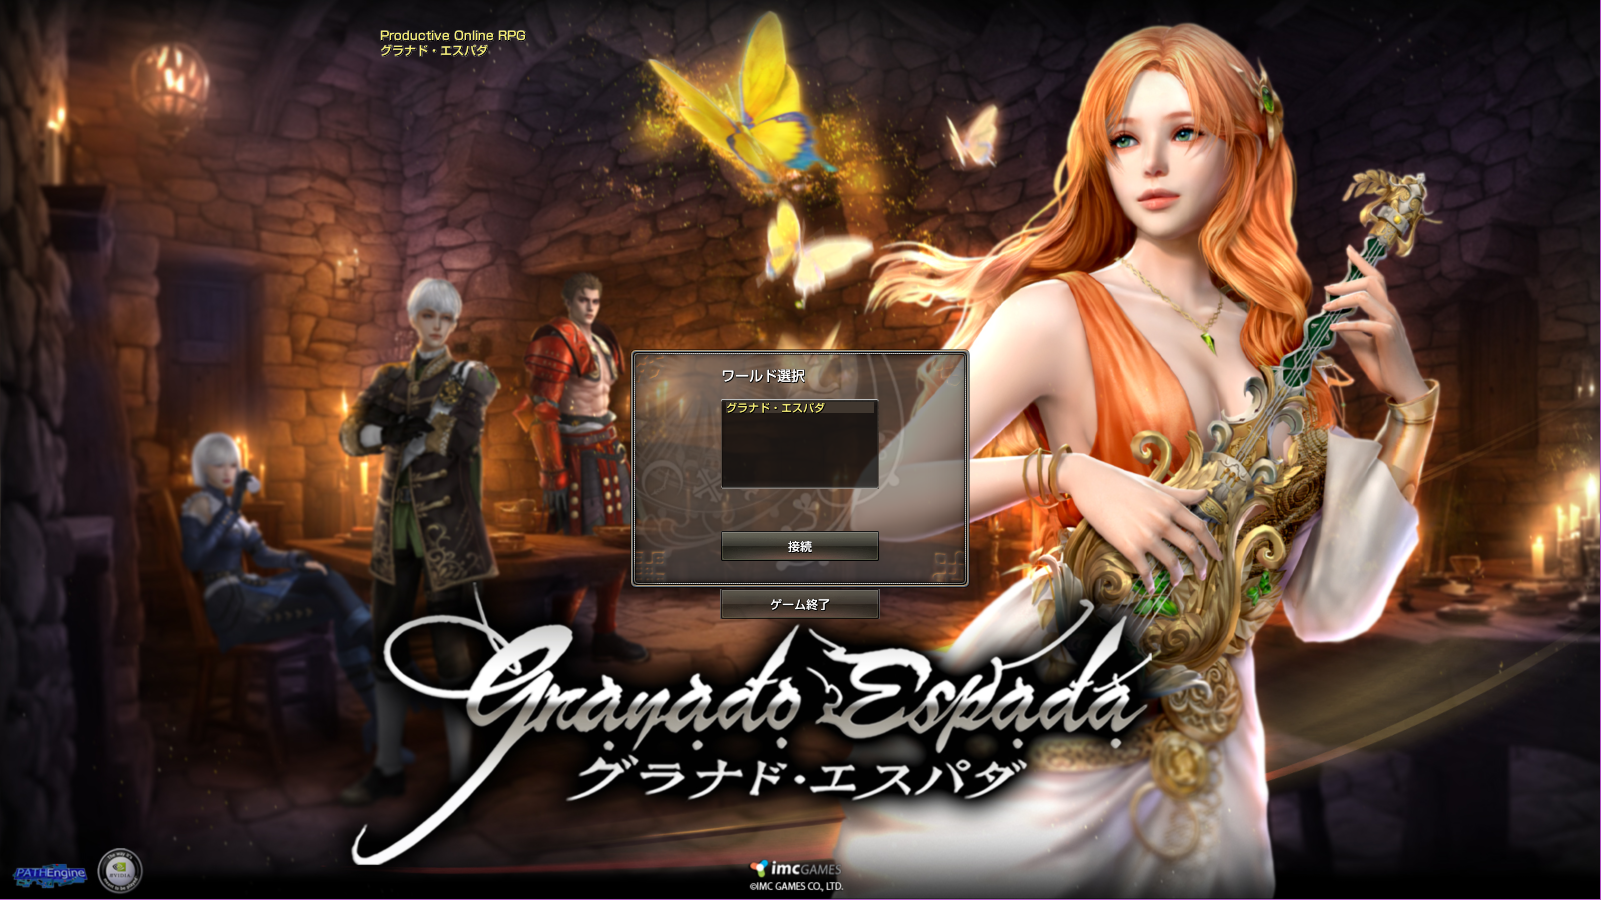 Productive Online RPG
グラナド・エスパダ
ワールド選択
グラナド・エスパダ
接続
ゲーム終了
Granado Espada
グラナド・エスパダ
PATHEngine
NVIDIA
imcGAMES
©IMC GAMES CO., LTD.